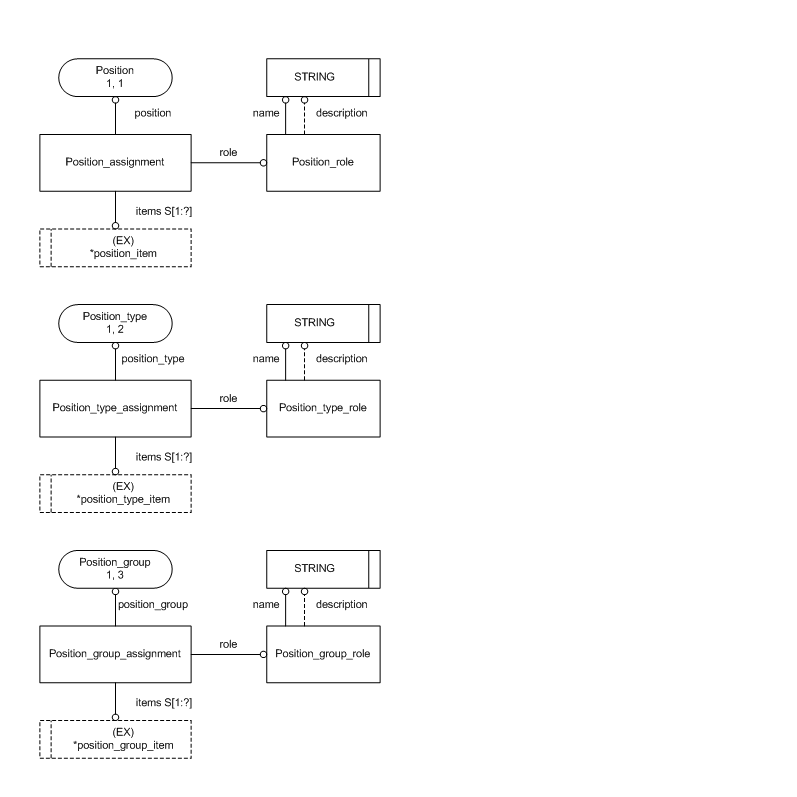 Position
1, 1
STRING
position
name
description
Position_assignment
role
Position_role
items S[1:?]
(EX)
*position_item
Position_type
1, 2
STRING
position_type
name
description
Position_type_assignment
role
Position_type_role
items S[1:?]
(EX)
*position_type_item
Position_group
1, 3
STRING
position_group
name
description
Position_group_assignment
role
Position_group_role
items S[1:?]
(EX)
*position_group_item